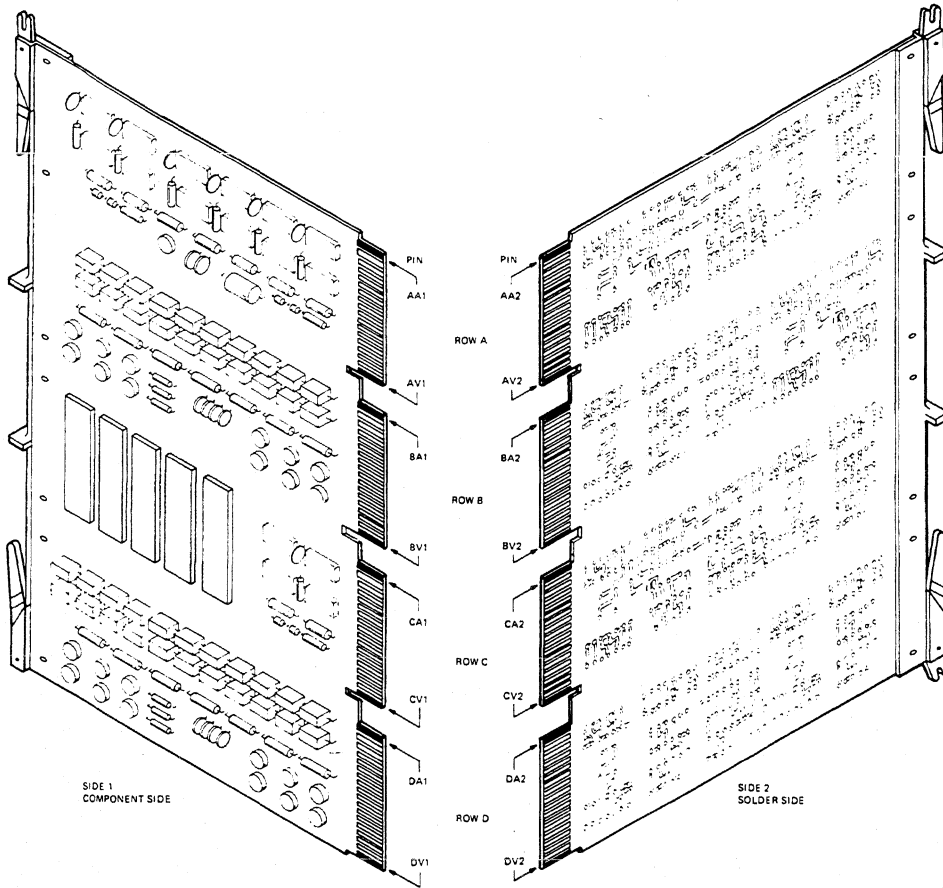 PIN
AA1
PIN
AA2
ROW A
AV1
AV2
BA1
BA2
ROW B
BV1
BV2
CA1
CA2
ROW C
CV1
CV2
DA1
DA2
SIDE 1
COMPONENT SIDE
SIDE 2
SOLDER SIDE
ROW D
DV1
DV2